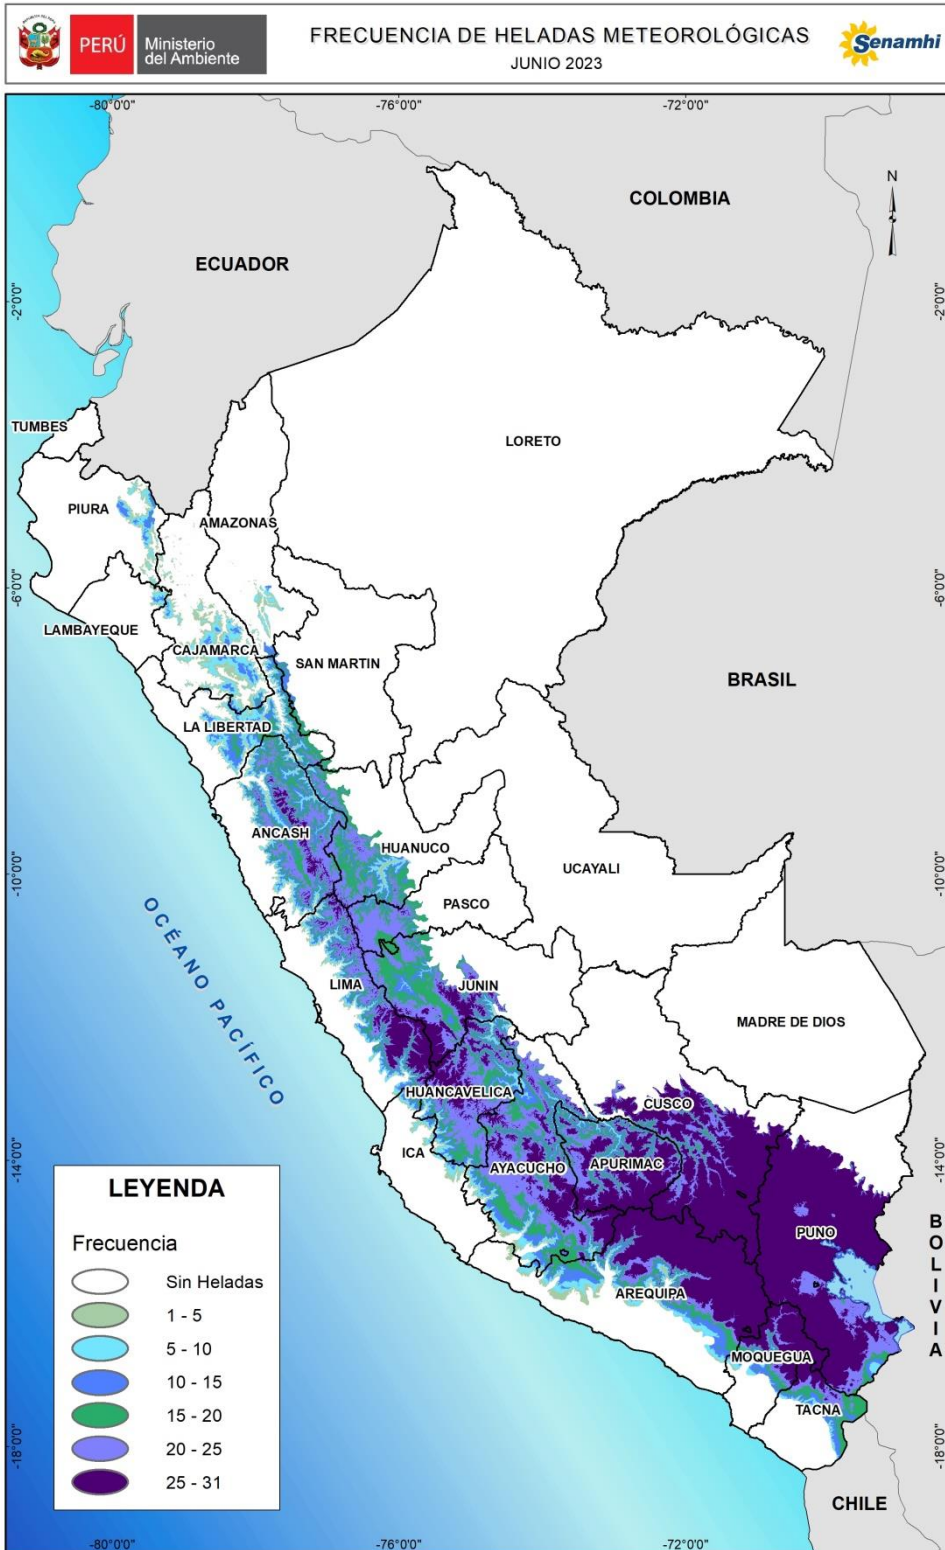 PERÚ
Ministerio
del Ambiente
FRECUENCIA DE HELADAS METEOROLÓGICAS
JUNIO 2023
Senamhi
-80°0'0"
-76°0'0"
-72°0'0"
N
COLOMBIA
ECUADOR
-2°0'0"
-2°0'0"
TUMBES
LORETO
PIURA
AMAZONAS
-6°0'0"
-6°0'0"
LAMBAYEQUE
CAJAMARCA
SAN MARTIN
BRASIL
LA LIBERTAD
ANCASH
HUANUCO
UCAYALI
-10°0'0"
-10°0'0"
PASCO
OCÉANO PACÍFICO
LIMA
JUNIN
MADRE DE DIOS
HUANCAVELICA
CUSCO
ICA
AYACUCHO
APURIMAC
-14°0'0"
-14°0'0"
PUNO
BOLIVIA
AREQUIPA
MOQUEGUA
TACNA
-18°0'0"
-18°0'0"
CHILE
LEYENDA
Frecuencia
Sin Heladas
1 - 5
5 - 10
10 - 15
15 - 20
20 - 25
25 - 31
-80°0'0"
-76°0'0"
-72°0'0"